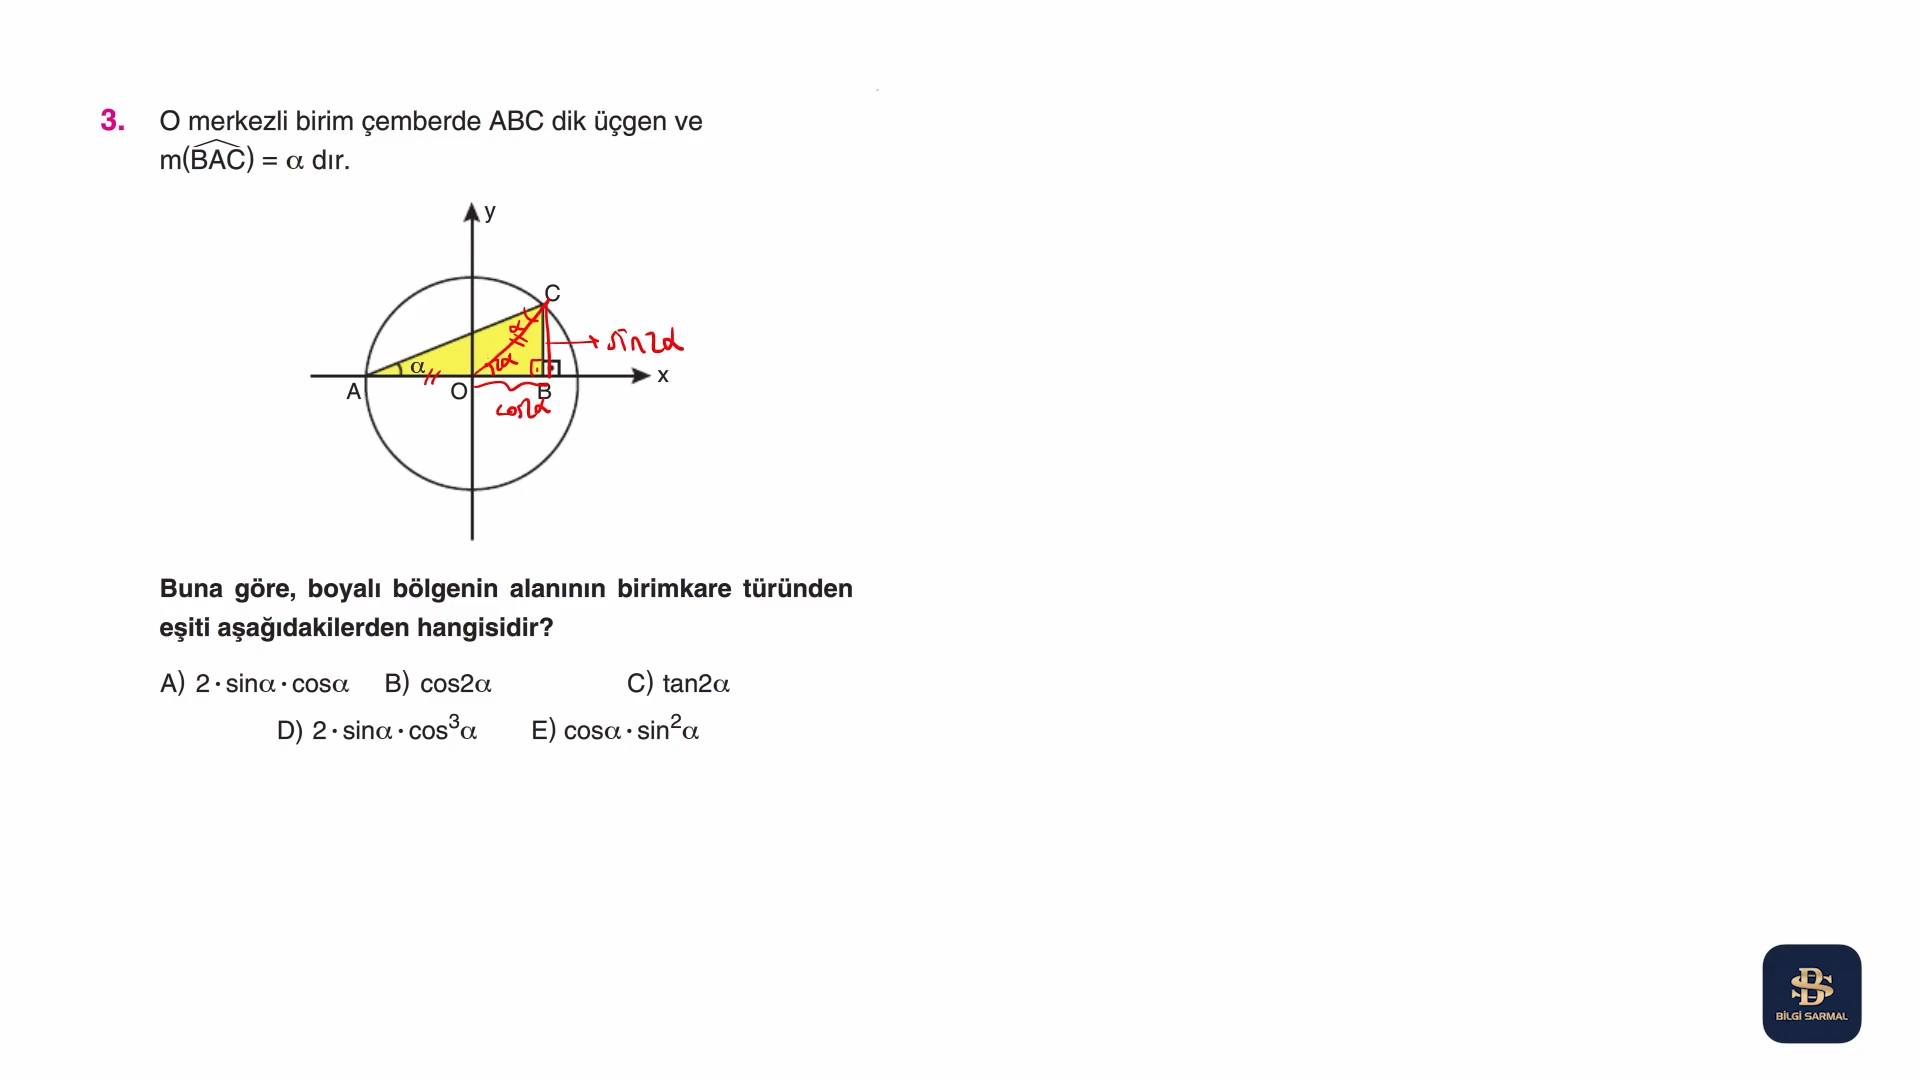 3. O merkezli birim çemberde ABC dik üçgen ve
m(BAC) = α dır.
y
C
α
sin2α
α
2α
x
A
O
B
cos2α
Buna göre, boyalı bölgenin alanının birimkare türünden
eşiti aşağıdakilerden hangisidir?
A) 2·sinα·cosα B) cos2α C) tan2α
D) 2·sinα·cos³α E) cosα·sin²α
BİLGİ SARMAL